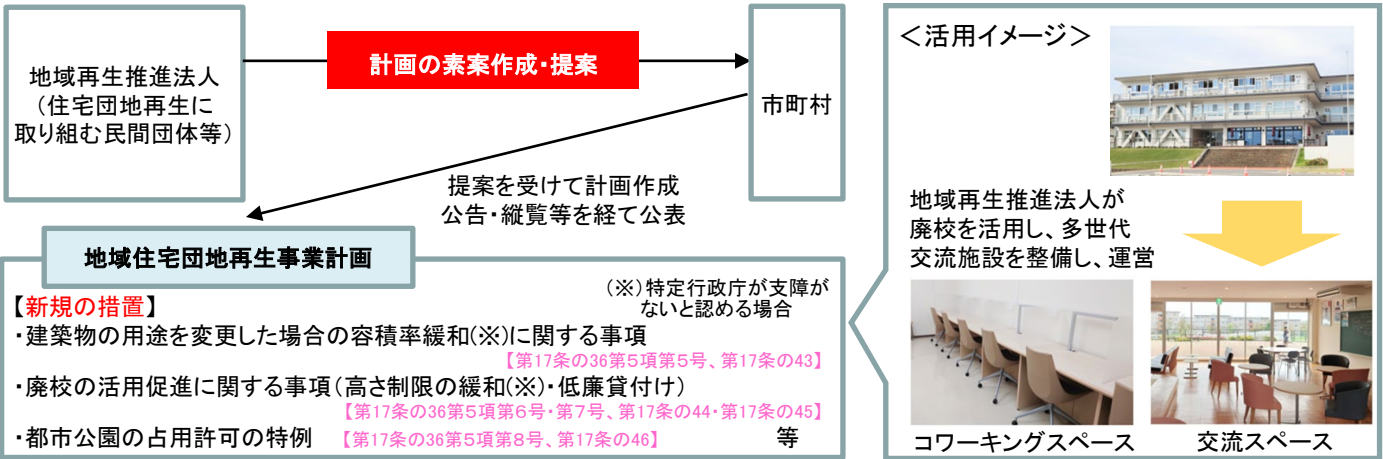 地域再生推進法人
（住宅団地再生に
取り組む民間団体等）
計画の素案作成・提案
市町村
提案を受けて計画作成
公告・縦覧等を経て公表
地域住宅団地再生事業計画
（※）特定行政庁が支障が
ないと認める場合
【新規の措置】
・建築物の用途を変更した場合の容積率緩和(※)に関する事項
【第17条の36第5項第5号、第17条の43】
・廃校の活用促進に関する事項（高さ制限の緩和(※)・低廉貸付け）
【第17条の36第5項第6号・第7号、第17条の44・第17条の45】
・都市公園の占用許可の特例 【第17条の36第5項第8号、第17条の46】 等
＜活用イメージ＞
地域再生推進法人が
廃校を活用し、多世代
交流施設を整備し、運営
コワーキングスペース
交流スペース